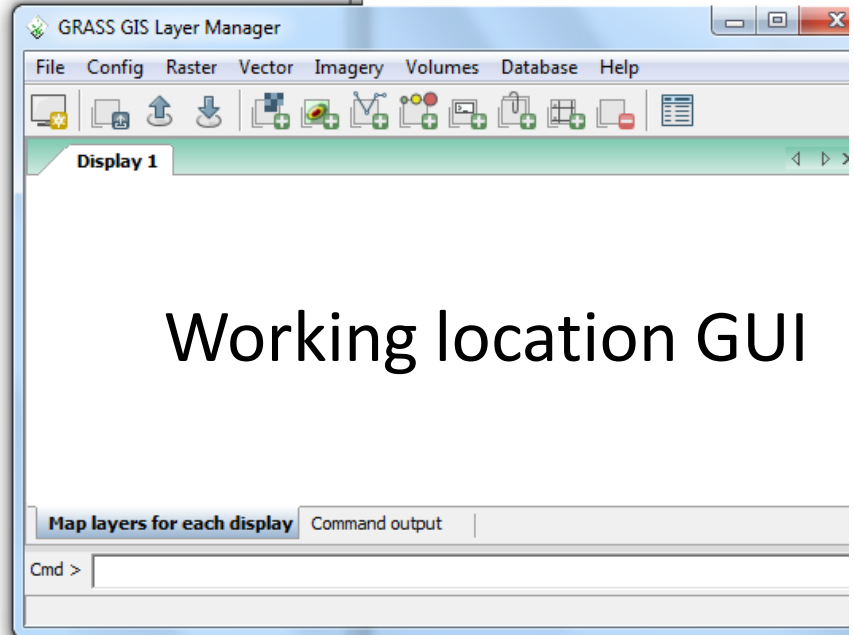 GRASS GIS Layer Manager
File Config Raster Vector Imagery Volumes Database Help
Display 1
Working location GUI
Map layers for each display Command output
Cmd >